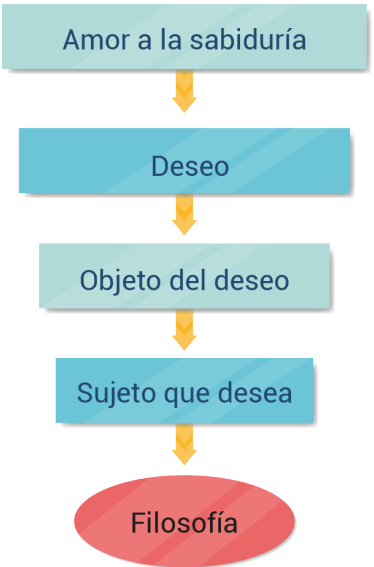 Amor a la sabiduría
Deseo
Objeto del deseo
Sujeto que desea
Filosofía